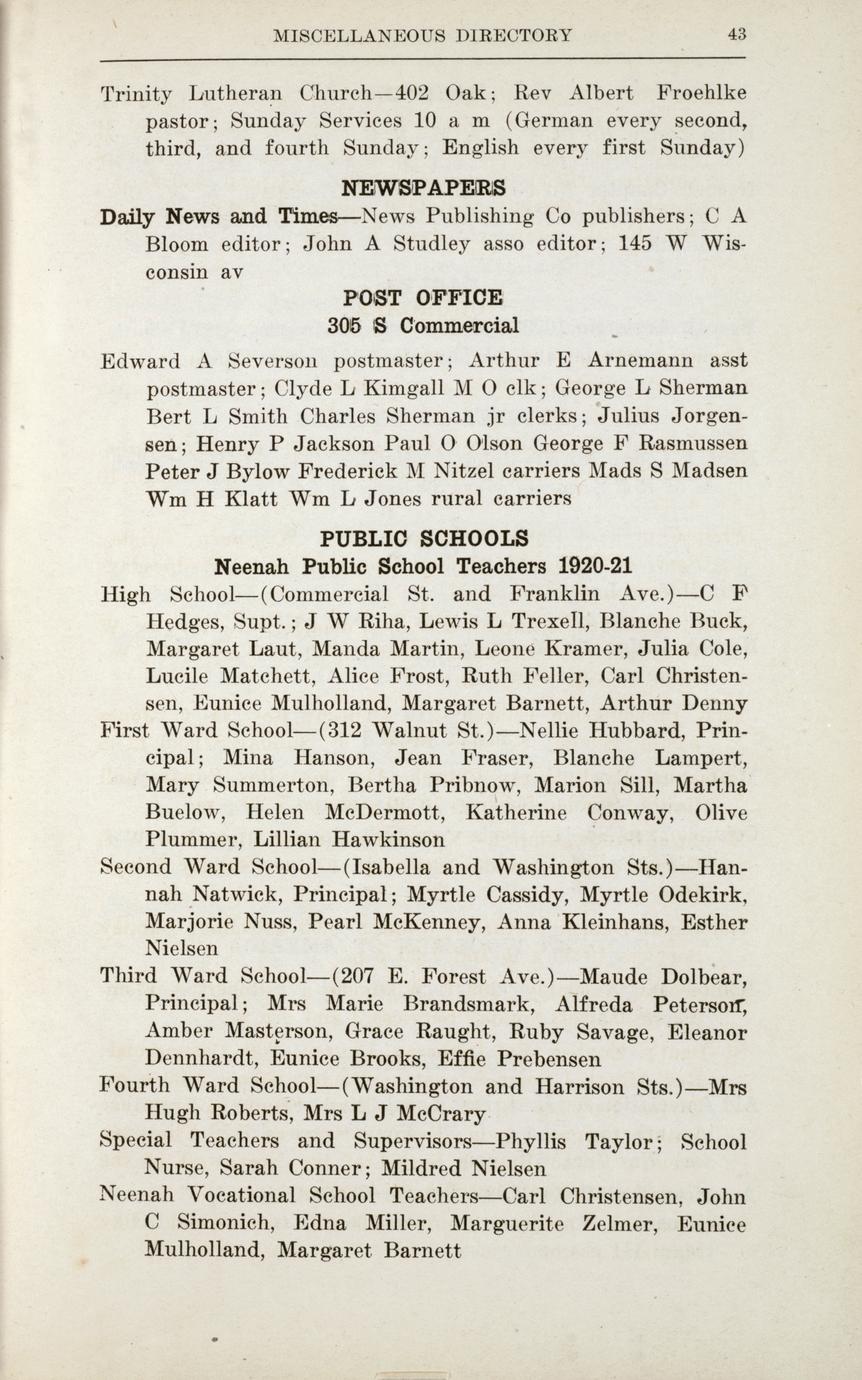 MISCELLANEOUS DIRECTORY 43
Trinity Lutheran Church—402 Oak; Rev Albert Froehlke
pastor; Sunday Services 10 a m (German every second,
third, and fourth Sunday; English every first Sunday)
NEWSPAPERS
Daily News and Times—News Publishing Co publishers; C A
Bloom editor; John A Studley asso editor; 145 W Wis-
consin av
POST OFFICE
305 S Commercial
Edward A Severson postmaster; Arthur E Arnemann asst
postmaster; Clyde L Kimgall M O clk; George L Sherman
Bert L Smith Charles Sherman jr clerks; Julius Jorgen-
sen; Henry P Jackson Paul O Olson George F Rasmussen
Peter J Bylow Frederick M Nitzel carriers Mads S Madsen
Wm H Klatt Wm L Jones rural carriers
PUBLIC SCHOOLS
Neenah Public School Teachers 1920-21
High School—(Commercial St. and Franklin Ave.)—C F
Hedges, Supt.; J W Riha, Lewis L Trexell, Blanche Buck,
Margaret Laut, Manda Martin, Leone Kramer, Julia Cole,
Lucile Matchett, Alice Frost, Ruth Feller, Carl Christen-
sen, Eunice Mulholland, Margaret Barnett, Arthur Denny
First Ward School—(312 Walnut St.)—Nellie Hubbard, Prin-
cipal; Mina Hanson, Jean Fraser, Blanche Lampert,
Mary Summerton, Bertha Pribnow, Marion Sill, Martha
Buelow, Helen McDermott, Katherine Conway, Olive
Plummer, Lillian Hawkinson
Second Ward School—(Isabella and Washington Sts.)—Han-
nah Natwick, Principal; Myrtle Cassidy, Myrtle Odekirk,
Marjorie Nuss, Pearl McKenney, Anna Kleinhans, Esther
Nielsen
Third Ward School—(207 E. Forest Ave.)—Maude Dolbear,
Principal; Mrs Marie Brandsmark, Alfreda Peterson,
Amber Masterson, Grace Raught, Ruby Savage, Eleanor
Dennhardt, Eunice Brooks, Effie Prebensen
Fourth Ward School—(Washington and Harrison Sts.)—Mrs
Hugh Roberts, Mrs L J McCrary
Special Teachers and Supervisors—Phyllis Taylor; School
Nurse, Sarah Conner; Mildred Nielsen
Neenah Vocational School Teachers—Carl Christensen, John
C Simonich, Edna Miller, Marguerite Zelmer, Eunice
Mulholland, Margaret Barnett